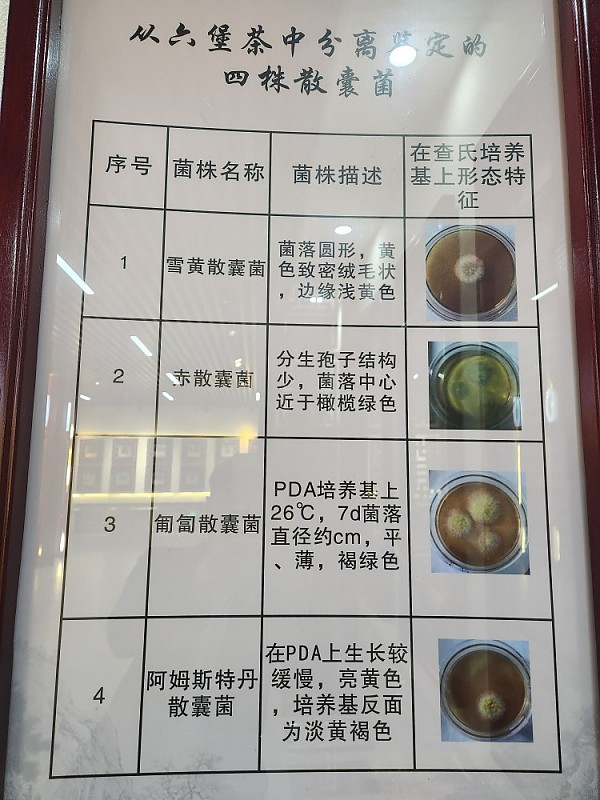 从六堡茶中分离鉴定的
四株散囊菌
序号
菌株名称
菌株描述
在查氏培养
基上形态特
征
1
雪黄散囊菌
菌落圆形，黄
色致密绒毛状
，边缘浅黄色
2
赤散囊菌
分生孢子结构
少，菌落中心
近于橄榄绿色
3
匍匐散囊菌
PDA培养基上
26℃，7d菌落
直径约cm，平
、薄，褐绿色
4
阿姆斯特丹
散囊菌
在PDA上生长较
缓慢，亮黄色
，培养基反面
为淡黄褐色